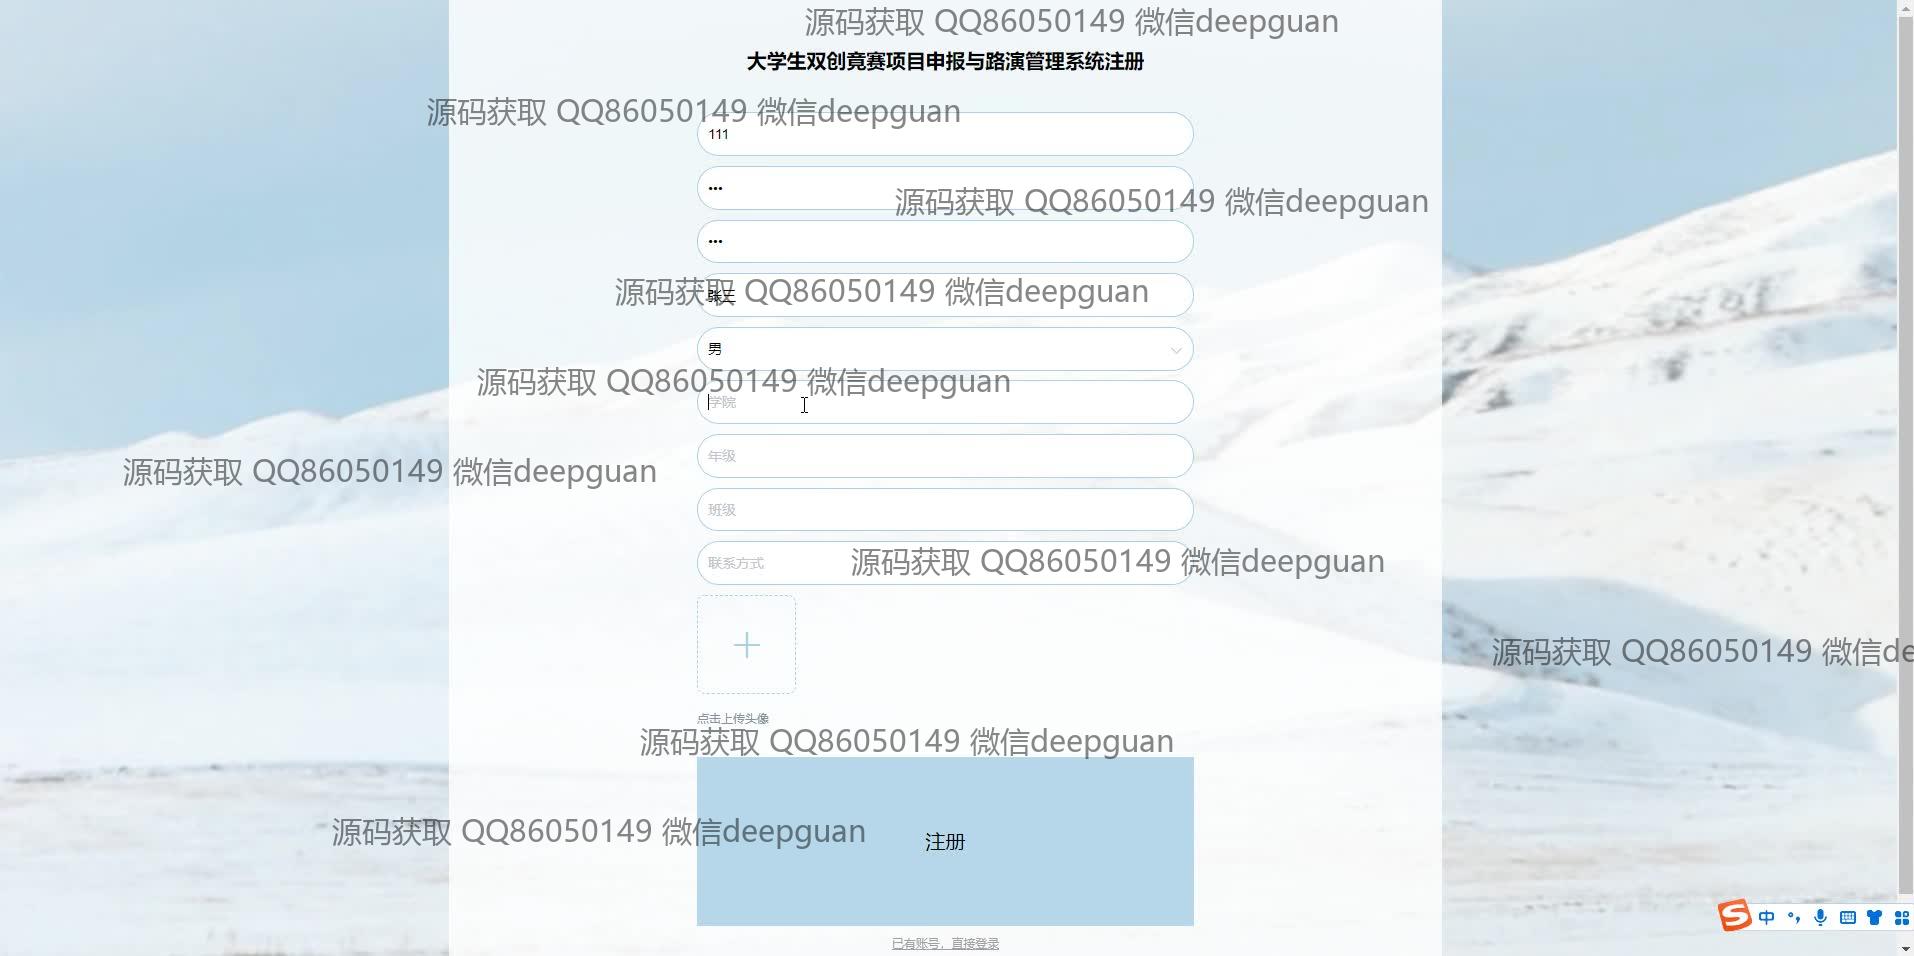 源码获取 QQ86050149 微信deepguan
大学生双创竞赛项目申报与路演管理系统注册
源码获取 QQ86050149 微信deepguan
111
•••
源码获取 QQ86050149 微信deepguan
•••
源码获取 QQ86050149 微信deepguan
张三
男
源码获取 QQ86050149 微信deepguan
学院
年级
源码获取 QQ86050149 微信deepguan
班级
联系方式
源码获取 QQ86050149 微信deepguan
源码获取 QQ86050149 微信de
点击上传头像
源码获取 QQ86050149 微信deepguan
源码获取 QQ86050149 微信deepguan
注册
中
已有账号，直接登录